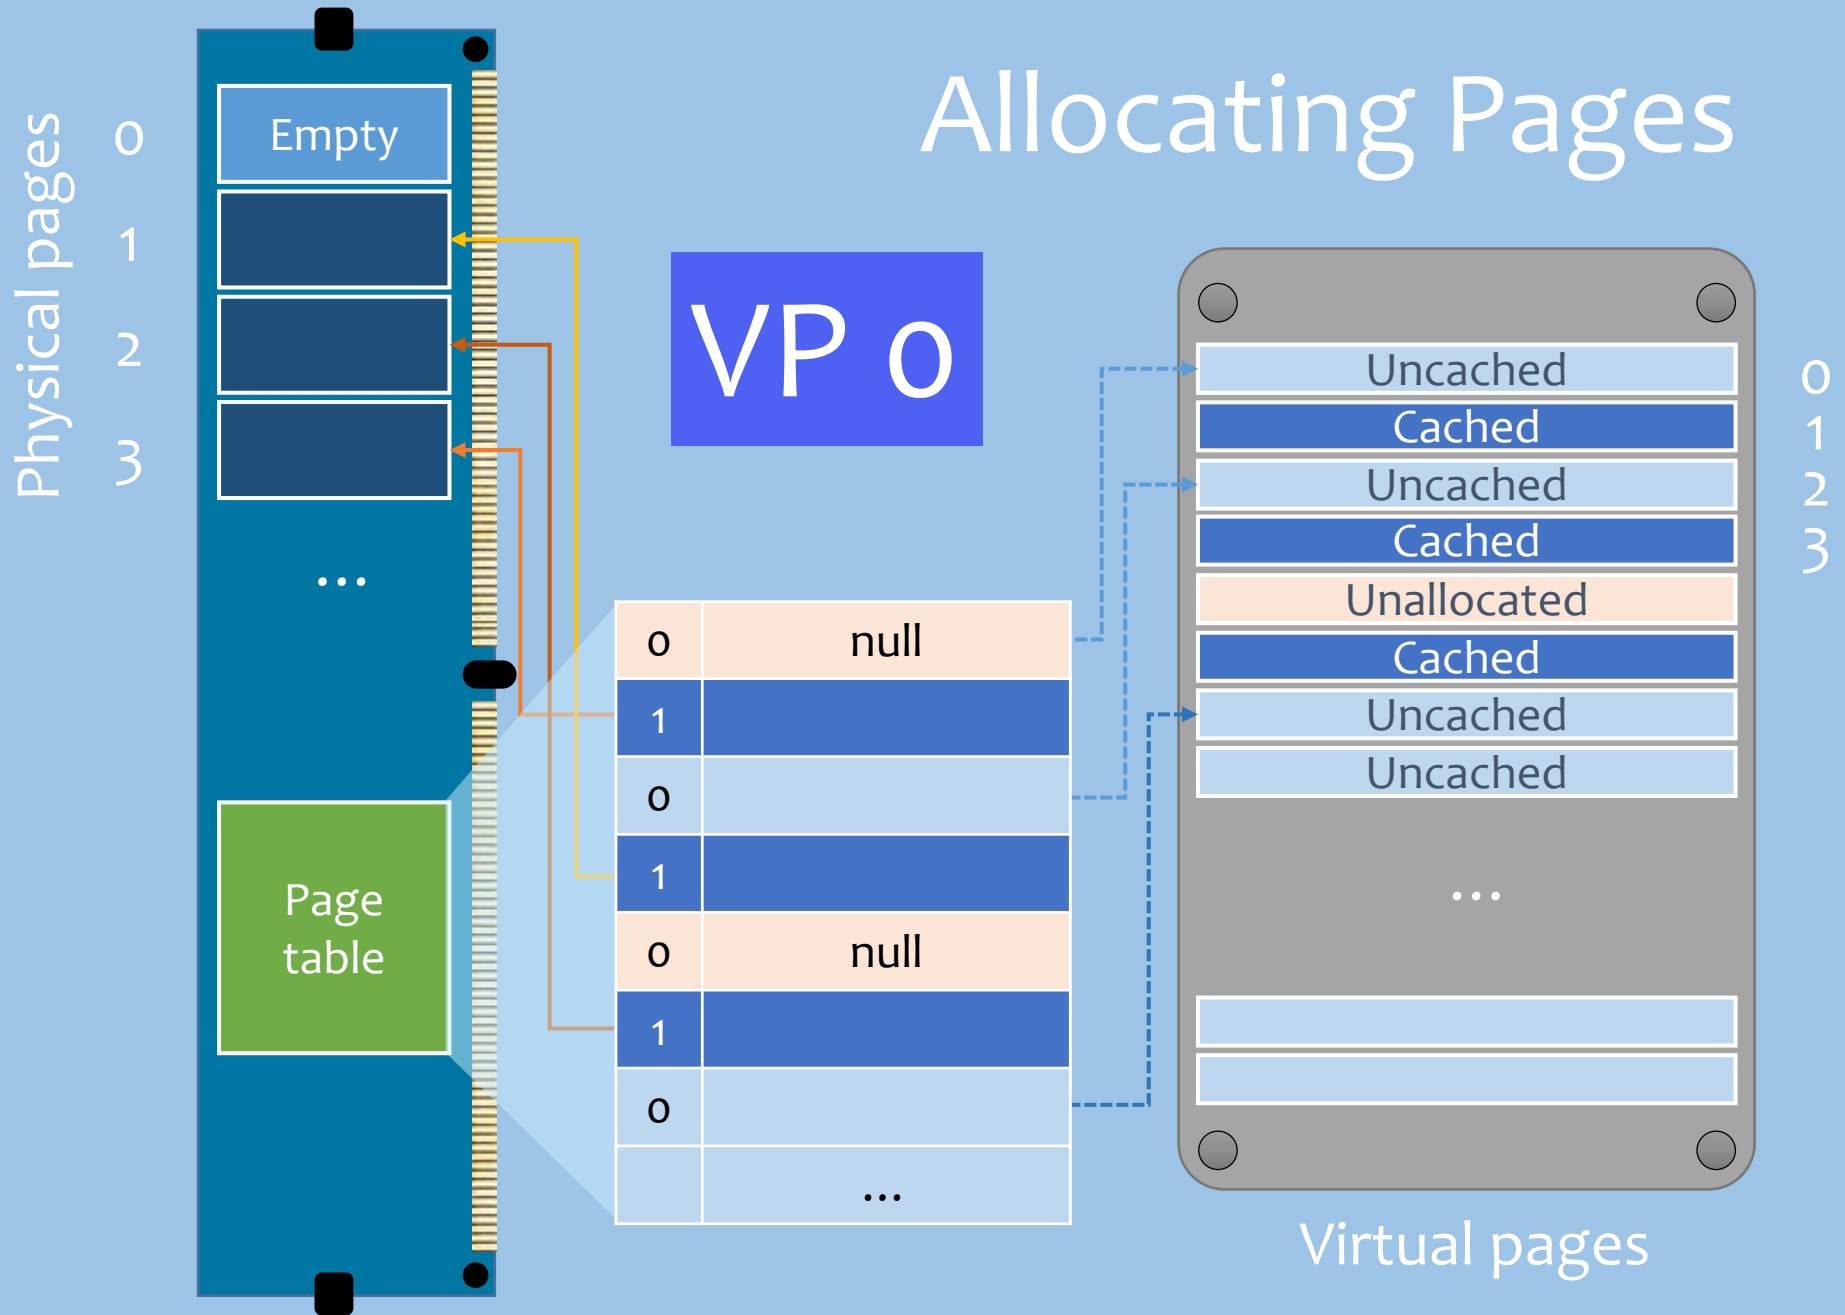 Allocating Pages
Physical pages
0
1
2
3
Empty
...
Page
table
VP 0
0 null
1
0
1
0 null
1
0
...
Uncached
Cached
Uncached
Cached
Unallocated
Cached
Uncached
Uncached
...
0
1
2
3
Virtual pages